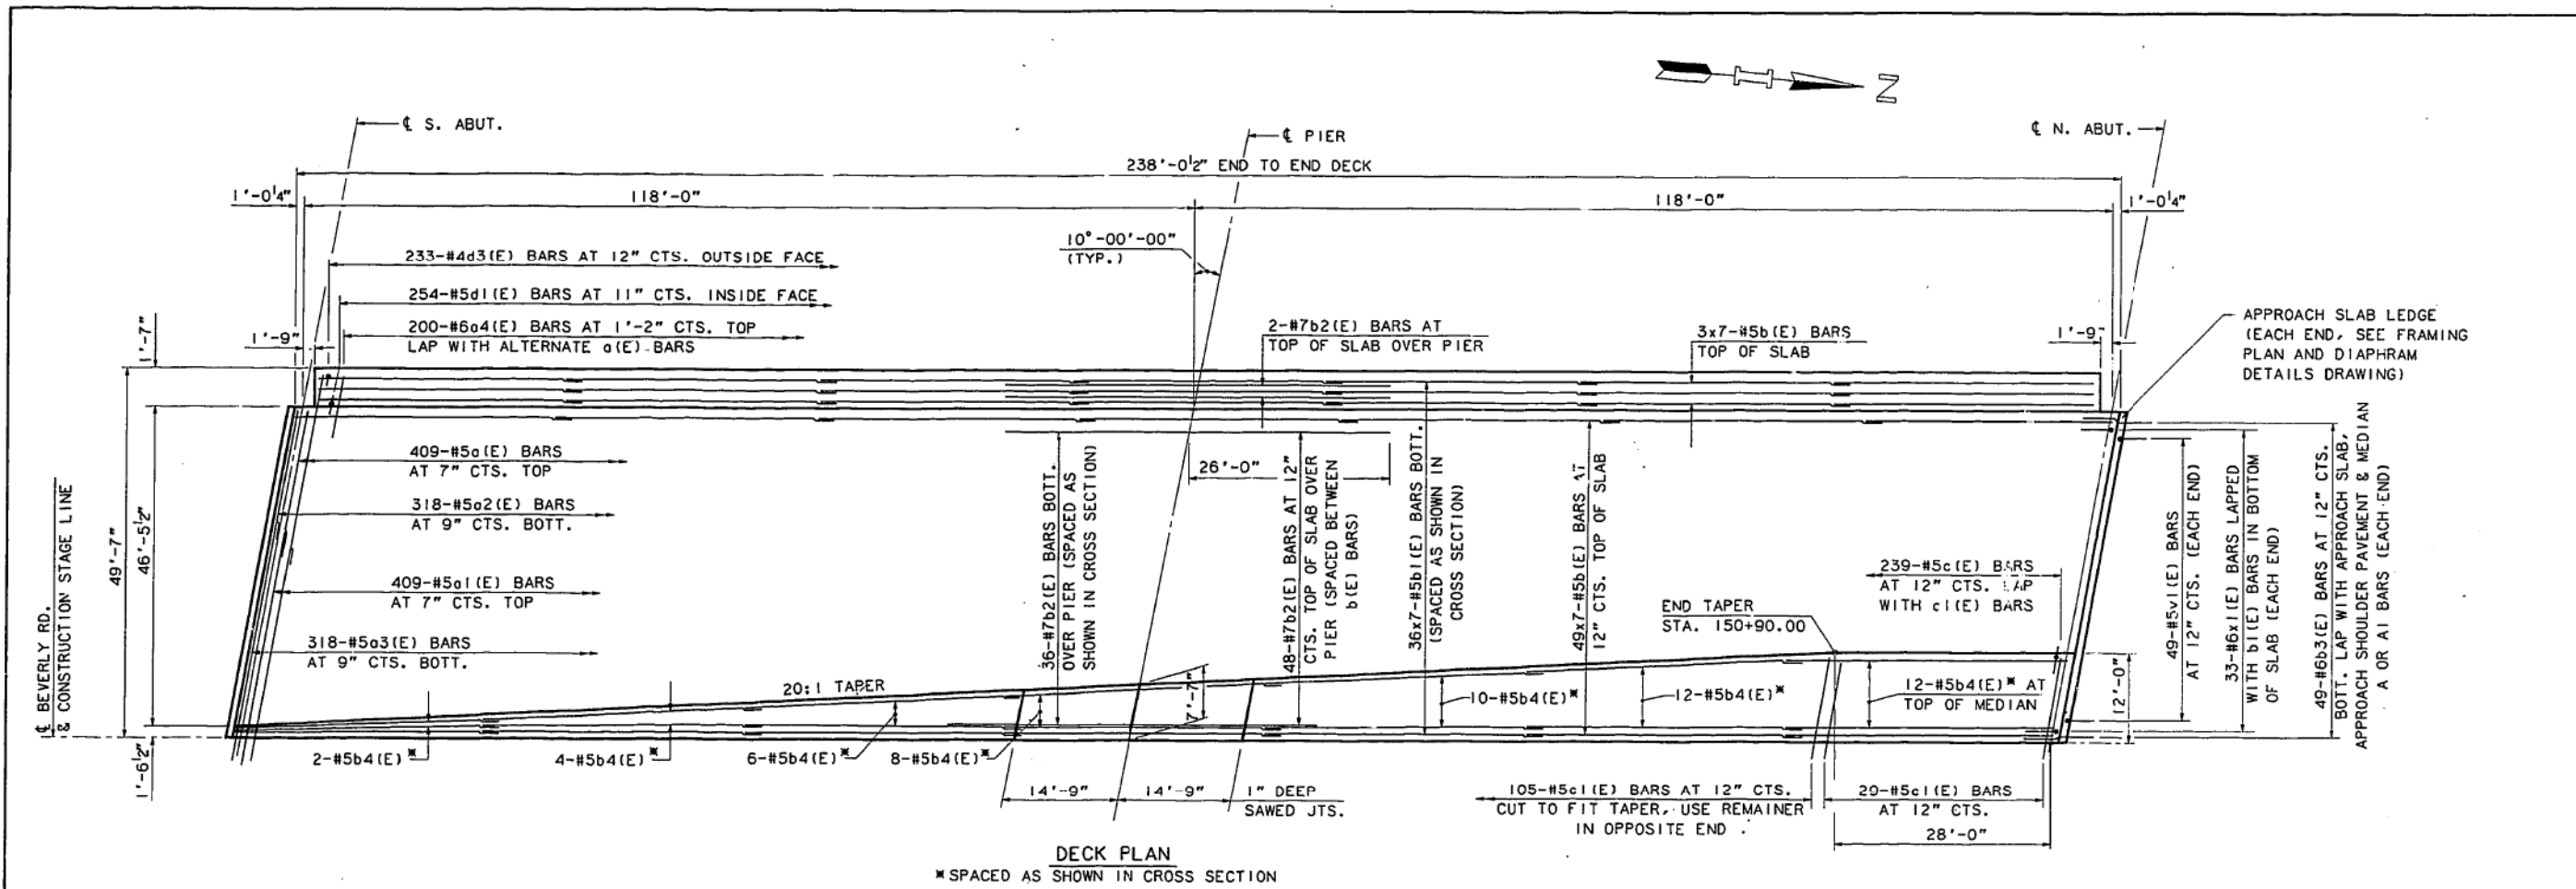 N
℄ S. ABUT.
℄ PIER
℄ N. ABUT.
238'-0½" END TO END DECK
1'-0¼"
118'-0"
118'-0"
1'-0¼"
10°-00'-00"
(TYP.)
233-#4d3(E) BARS AT 12" CTS. OUTSIDE FACE
254-#5d1(E) BARS AT 11" CTS. INSIDE FACE
200-#6a4(E) BARS AT 1'-2" CTS. TOP
LAP WITH ALTERNATE a(E) BARS
1'-7"
1'-9"
2-#7b2(E) BARS AT
TOP OF SLAB OVER PIER
3x7-#5b(E) BARS
TOP OF SLAB
1'-9"
APPROACH SLAB LEDGE
(EACH END, SEE FRAMING
PLAN AND DIAPHRAM
DETAILS DRAWING)
℄ BEVERLY RD.
& CONSTRUCTION STAGE LINE
49'-7"
46'-5½"
1'-6½"
409-#5a(E) BARS
AT 7" CTS. TOP
318-#5a2(E) BARS
AT 9" CTS. BOTT.
409-#5a1(E) BARS
AT 7" CTS. TOP
318-#5a3(E) BARS
AT 9" CTS. BOTT.
36-#7b2(E) BARS BOTT.
OVER PIER (SPACED AS
SHOWN IN CROSS SECTION)
26'-0"
48-#7b2(E) BARS AT 12"
CTS. TOP OF SLAB OVER
PIER (SPACED BETWEEN
b(E) BARS)
36x7-#5b1(E) BARS BOTT.
(SPACED AS SHOWN IN
CROSS SECTION)
49x7-#5b(E) BARS AT
12" CTS. TOP OF SLAB
239-#5c(E) BARS
AT 12" CTS. LAP
WITH c1(E) BARS
END TAPER
STA. 150+90.00
49-#5v1(E) BARS
AT 12" CTS. (EACH END)
33-#6x1(E) BARS LAPPED
WITH b1(E) BARS IN BOTTOM
OF SLAB (EACH END)
49-#6b3(E) BARS AT 12" CTS.
BOTT. LAP WITH APPROACH SLAB,
APPROACH SHOULDER PAVEMENT & MEDIAN
A OR A1 BARS (EACH END)
20:1 TAPER
7'-7"
10-#5b4(E)*
12-#5b4(E)*
12-#5b4(E)* AT
TOP OF MEDIAN
12'-0"
2-#5b4(E)*
4-#5b4(E)*
6-#5b4(E)*
8-#5b4(E)*
14'-9"
14'-9"
1" DEEP
SAWED JTS.
105-#5c1(E) BARS AT 12" CTS.
CUT TO FIT TAPER, USE REMAINER
IN OPPOSITE END .
29-#5c1(E) BARS
AT 12" CTS.
28'-0"
DECK PLAN
*SPACED AS SHOWN IN CROSS SECTION